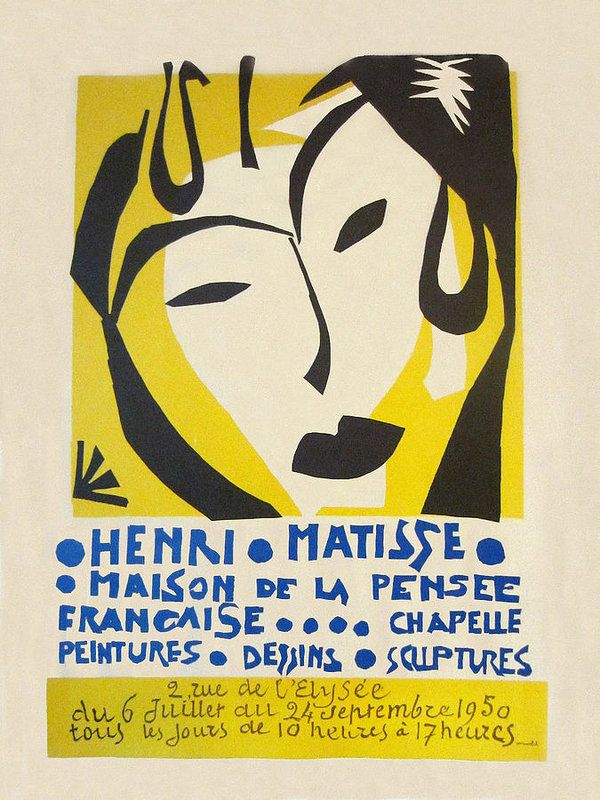 • HENRI • MATISSE •
• MAISON DE LA PENSEE
FRANCAISE • • • • CHAPELLE
PEINTURES • DESSINS • SCULPTURES
2, rue de l'Elysée
du 6 Juillet au 24 septembre 1950
tous les jours de 10 heures à 17 heures